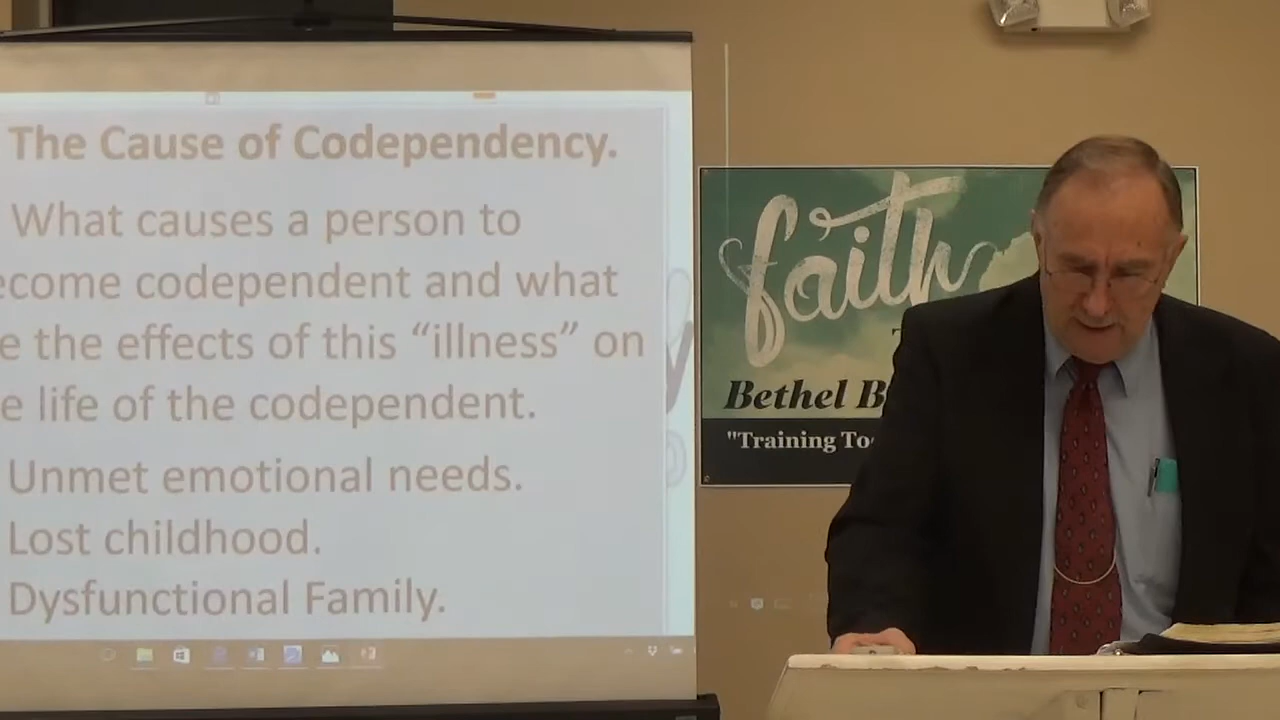 The Cause of Codependency.
What causes a person to
ecome codependent and what
e the effects of this “illness” on
e life of the codependent.
Unmet emotional needs.
Lost childhood.
Dysfunctional Family.
faith
Bethel B
"Training To